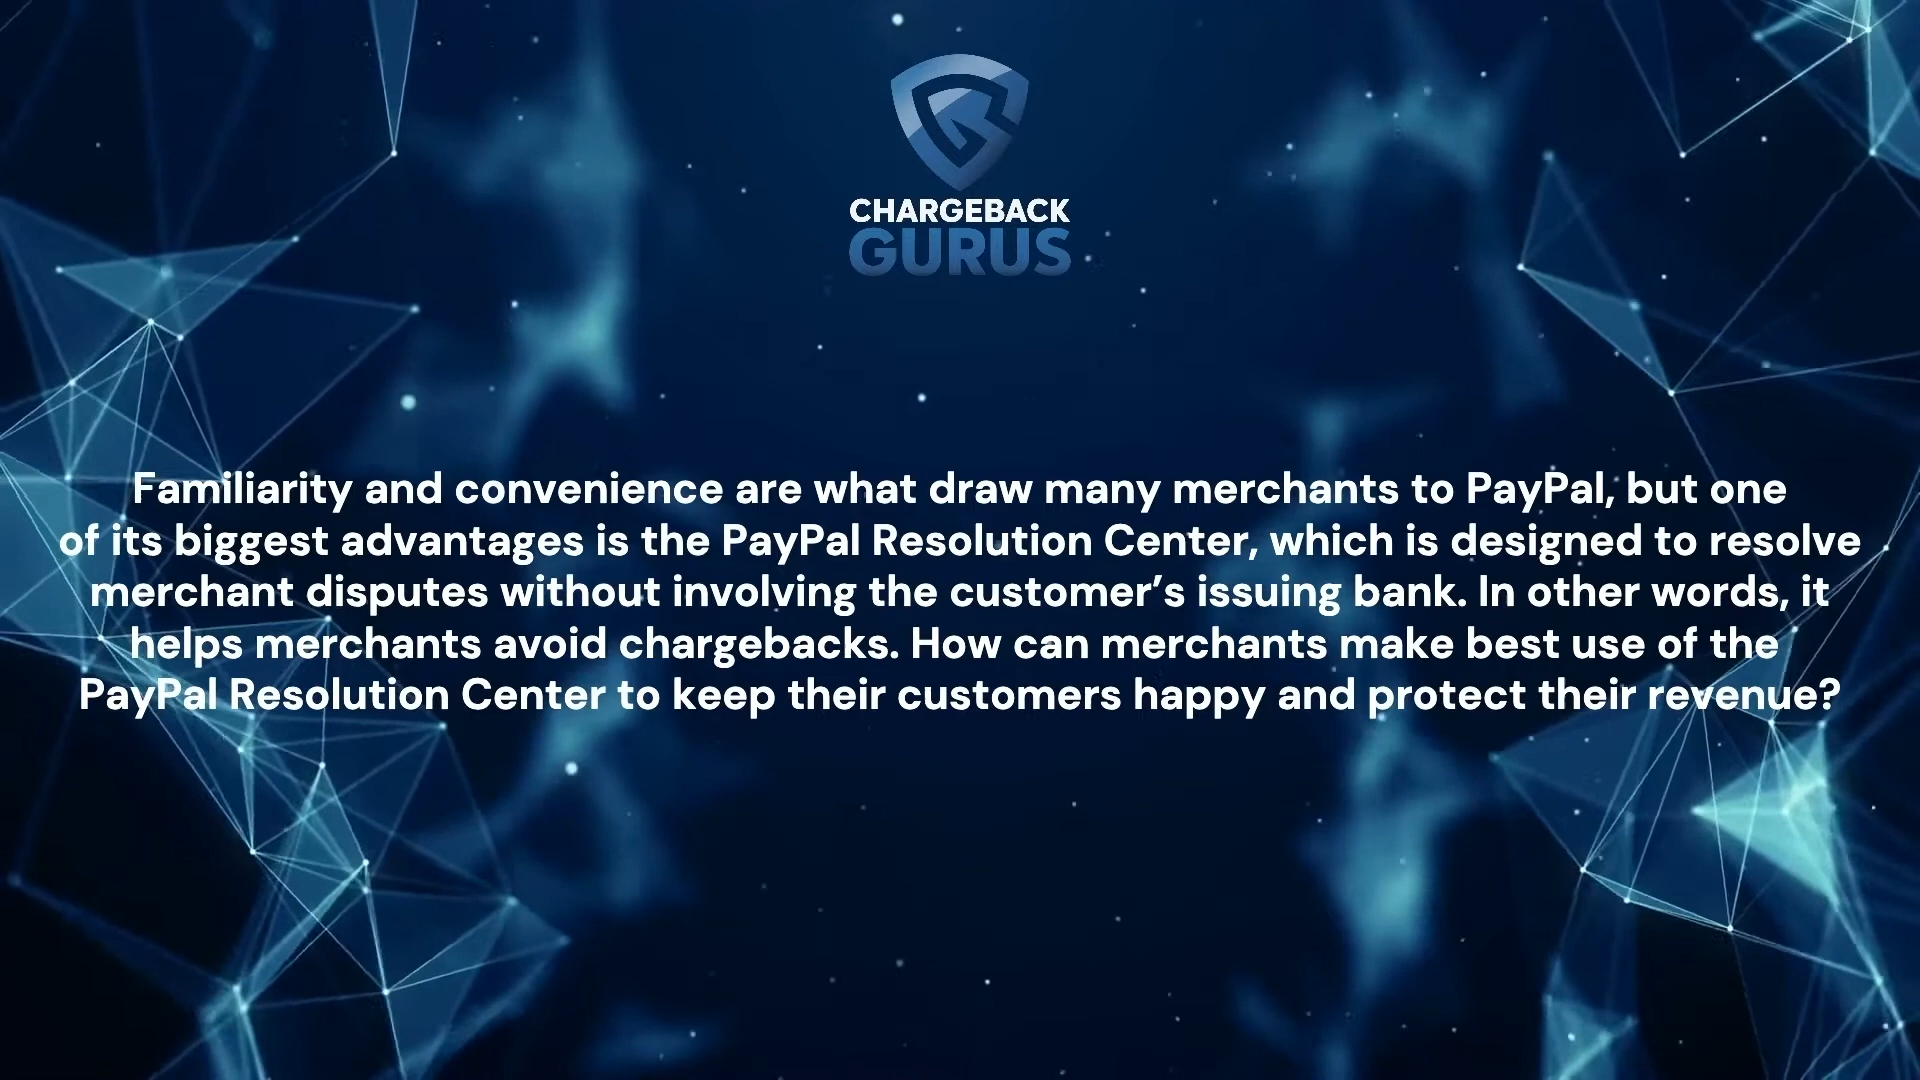 CHARGEBACK
GURUS
Familiarity and convenience are what draw many merchants to PayPal, but one
of its biggest advantages is the PayPal Resolution Center, which is designed to resolve
merchant disputes without involving the customer’s issuing bank. In other words, it
helps merchants avoid chargebacks. How can merchants make best use of the
PayPal Resolution Center to keep their customers happy and protect their revenue?